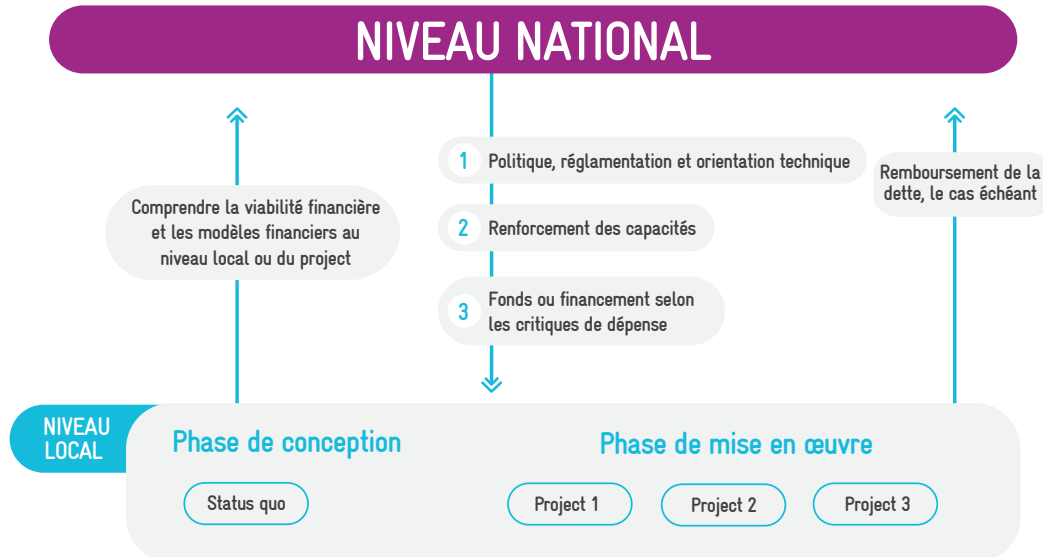 NIVEAU NATIONAL
Comprendre la viabilité financière
et les modèles financiers au
niveau local ou du project
1 Politique, réglementation et orientation technique
2 Renforcement des capacités
3 Fonds ou financement selon
les critiques de dépense
Remboursement de la
dette, le cas échéant
NIVEAU
LOCAL
Phase de conception
Status quo
Phase de mise en œuvre
Project 1
Project 2
Project 3